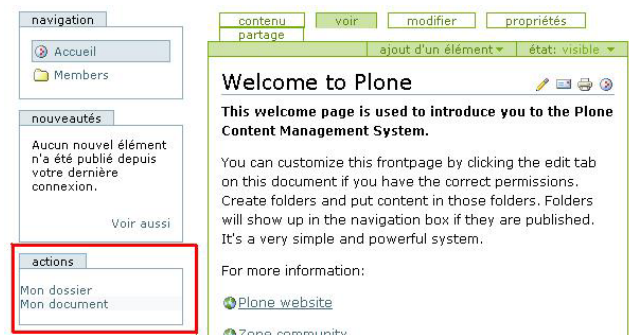 navigation
Accueil
Members
nouveautés
Aucun nouvel élément
n'a été publié depuis
votre dernière
connexion.
Voir aussi
actions
Mon dossier
Mon document
contenu voir modifier propriétés
partage
ajout d'un élément état: visible
Welcome to Plone
This welcome page is used to introduce you to the Plone
Content Management System.
You can customize this frontpage by clicking the edit tab
on this document if you have the correct permissions.
Create folders and put content in those folders. Folders
will show up in the navigation box if they are published.
It's a very simple and powerful system.
For more information:
Plone website
Zope community